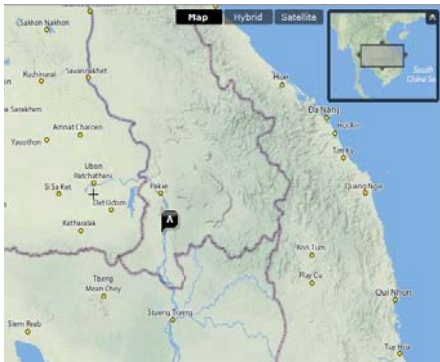 Sakhon Nakhon
Map
Hybrid
Satellite
South
China Se
Kuchinarai
Savannakhet
Hue
Da Nang
Hoi An
Sarakham
Amnat Charoen
Yasothon
Tam Ky
Ubon
Ratchathani
Si Sa Ket
Pakse
Quang Ngai
Det Udom
Kantharalak
A
Kon Tum
Tbeng
Mean Chey
Play Cu
Qui Nhon
Stueng Traeng
Siem Reab
Tuy Hoa